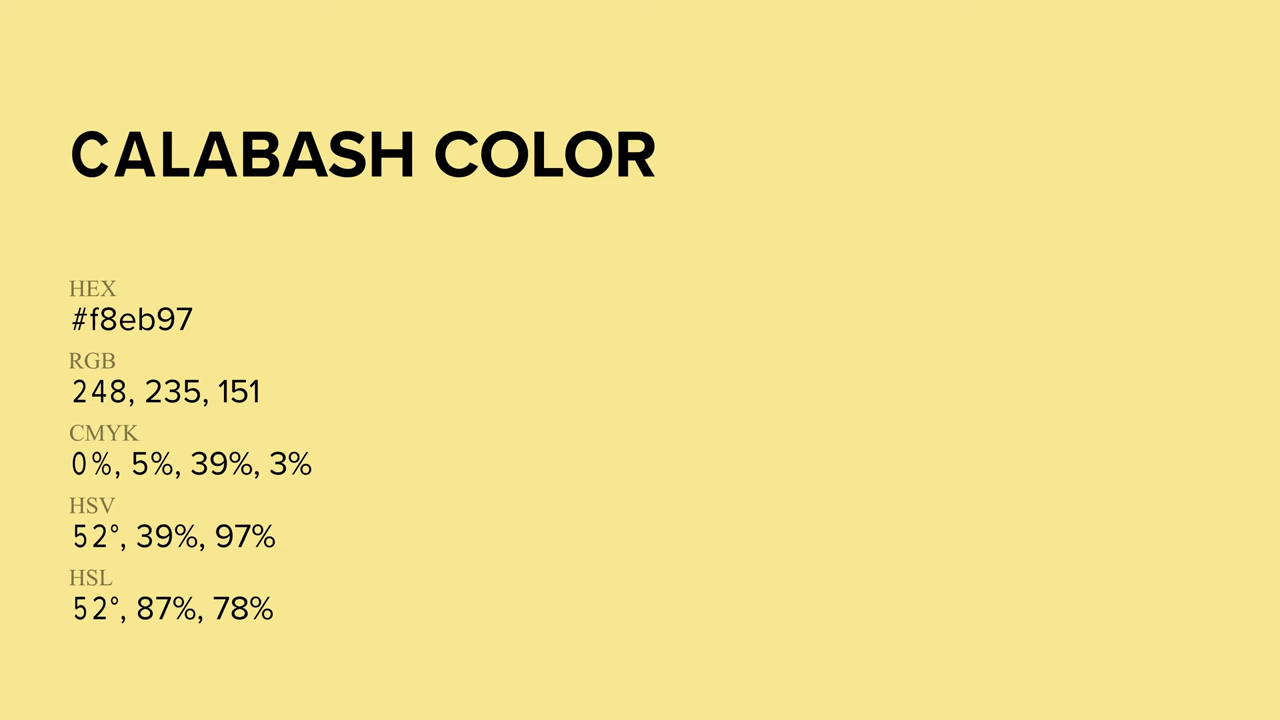 CALABASH COLOR
HEX
#f8eb97
RGB
248, 235, 151
CMYK
0%, 5%, 39%, 3%
HSV
52°, 39%, 97%
HSL
52°, 87%, 78%